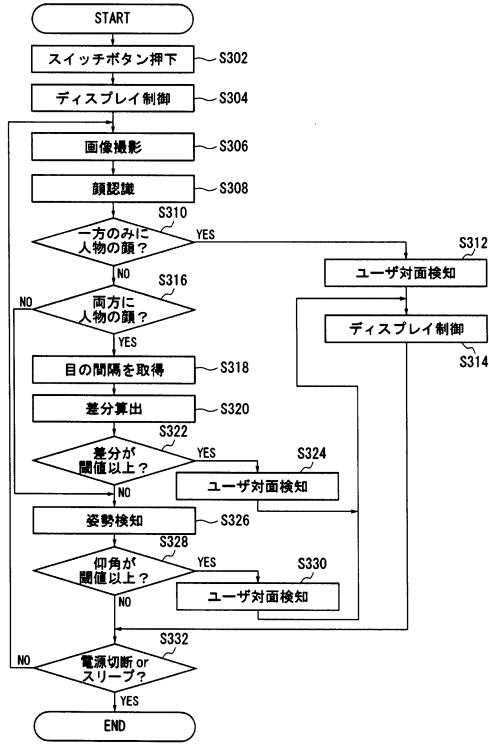 START
スイッチボタン押下
S302
ディスプレイ制御
S304
画像撮影
S306
顔認識
S308
S310
一方のみに
人物の顔?
YES
NO
S312
ユーザ対面検知
S316
両方に
人物の顔?
NO
YES
ディスプレイ制御
S314
目の間隔を取得
S318
差分算出
S320
S322
差分が
閾値以上?
YES
NO
S324
ユーザ対面検知
姿勢検知
S326
S328
仰角が
閾値以上?
YES
NO
S330
ユーザ対面検知
S332
電源切断or
スリープ?
NO
YES
END